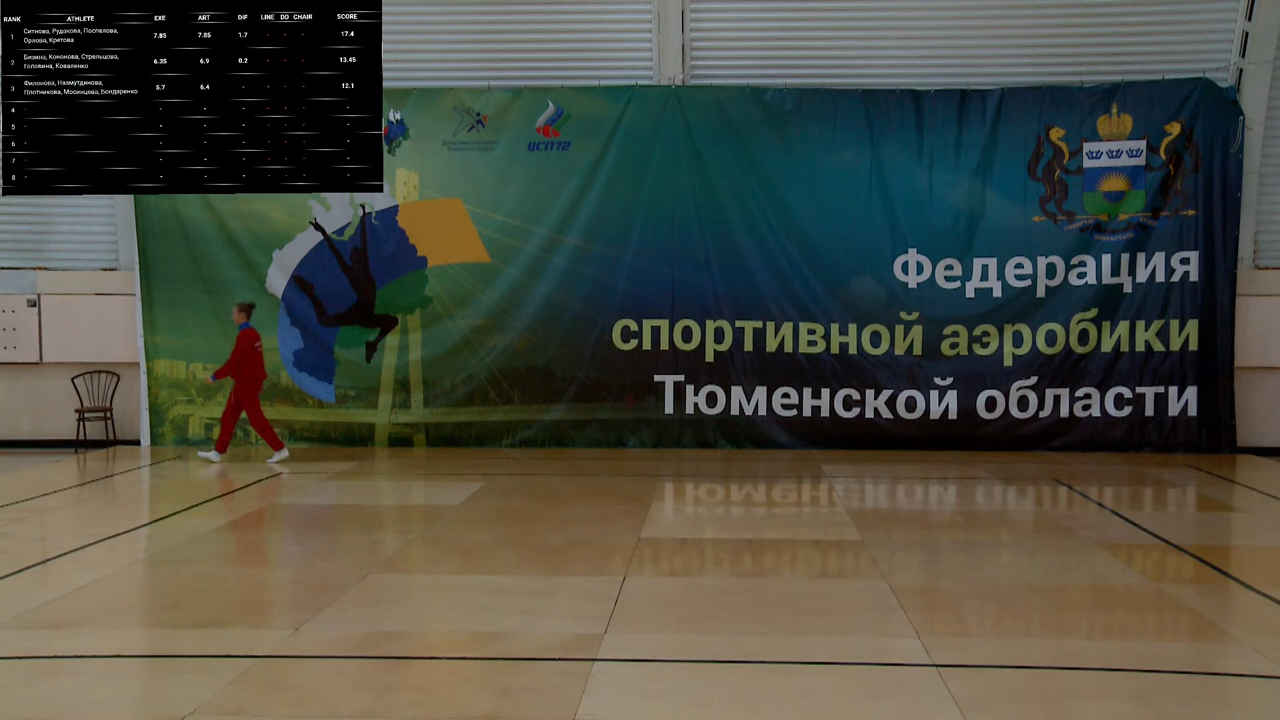 RANK ATHLETE EXE ART DIF LINE DO CHAIR SCORE
1 Ситнова, Рудакова, Поспелова, 7.85 7.85 1.7 - - - 17.4
Орлова, Кретова
2 Бизина, Кононова, Стрельцова, 6.35 6.9 0.2 - - - 13.45
Головина, Коваленко
3 Филонова, Назмутдинова, 5.7 6.4 - - - - 12.1
Плотникова, Мосинцева, Бондаренко
4 - - - - - - - -
5 - - - - - - - -
6 - - - - - - - -
7 - - - - - - - -
8 - - - - - - - -
ЦСП 72
Федерация
спортивной аэробики
Тюменской области